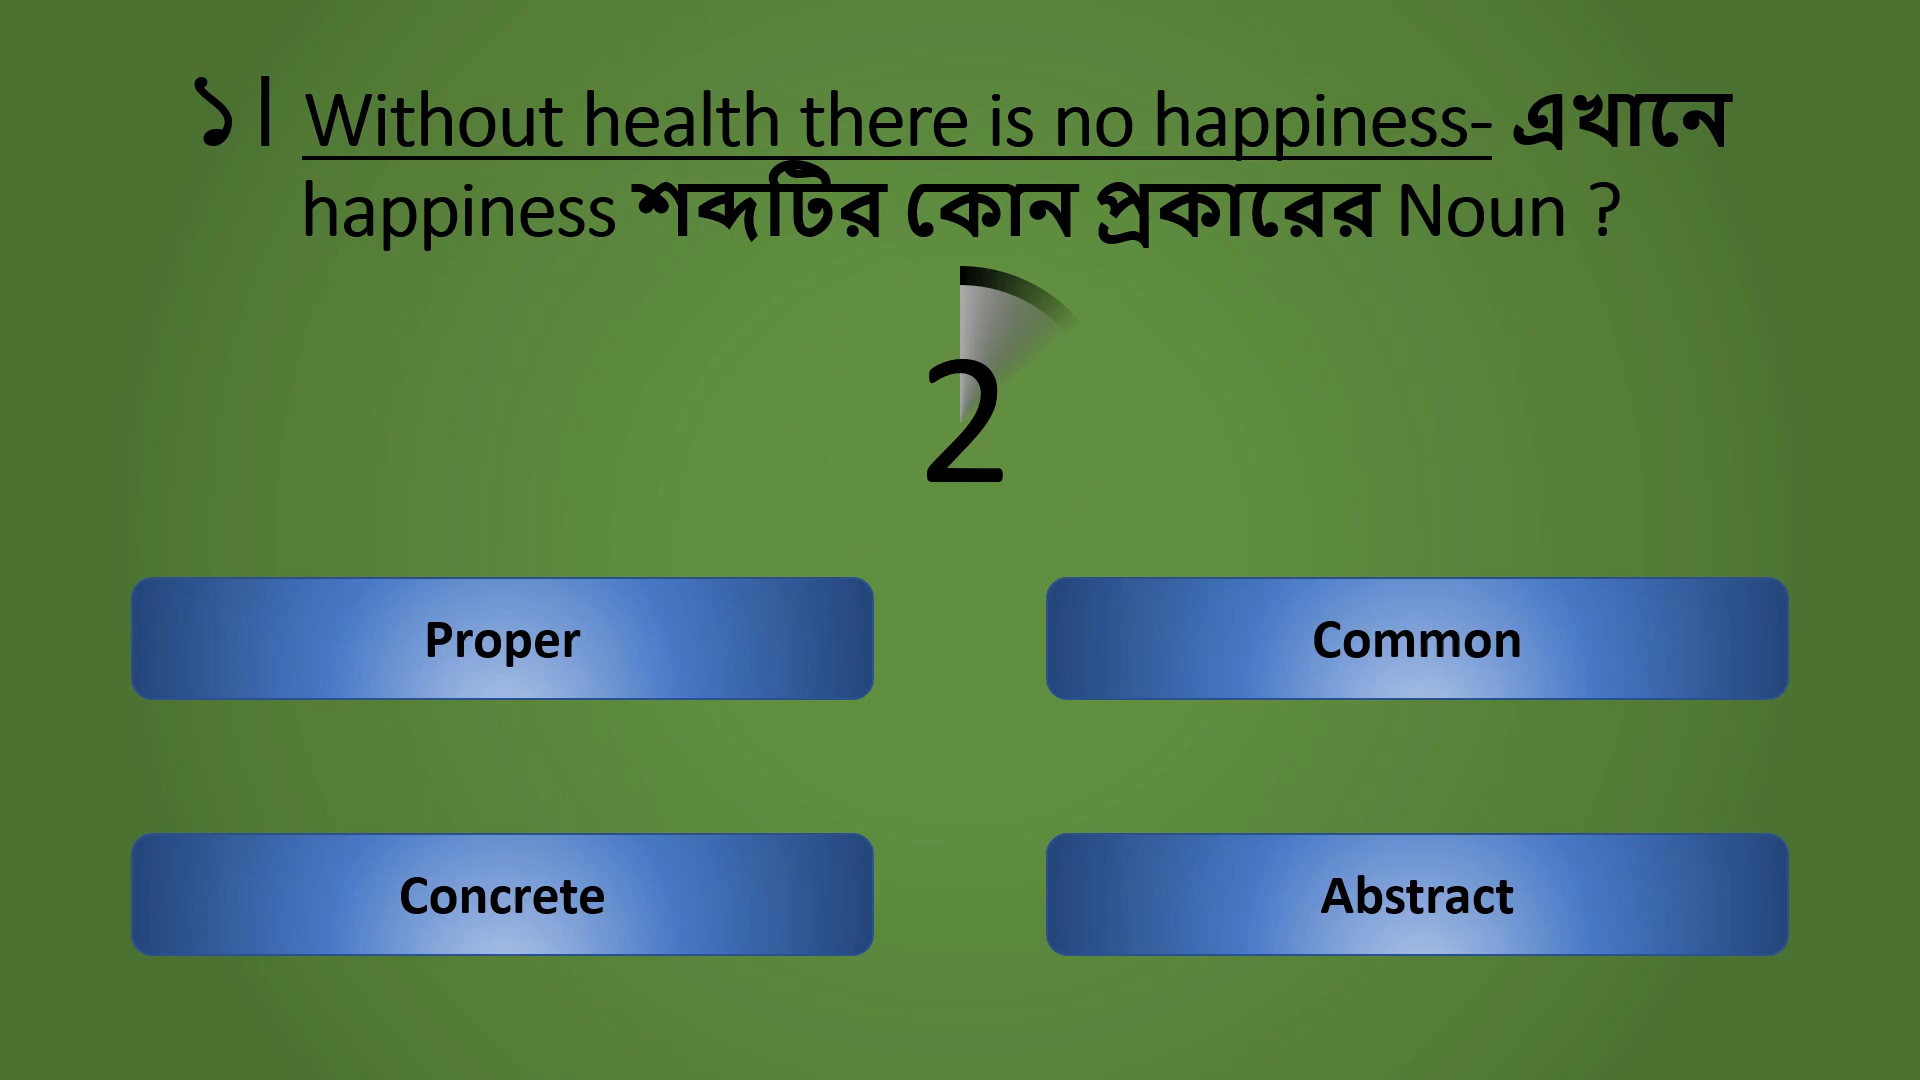 ১। Without health there is no happiness- এখানে
happiness শব্দটির কোন প্রকারের Noun ?
2
Proper
Common
Concrete
Abstract